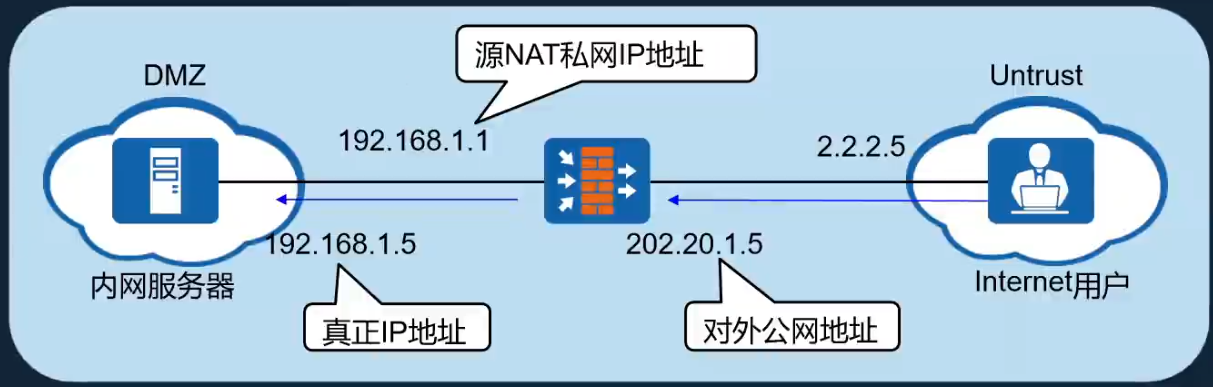 源NAT私网IP地址
DMZ
Untrust
192.168.1.1
2.2.2.5
192.168.1.5
202.20.1.5
内网服务器
Internet用户
真正IP地址
对外公网地址